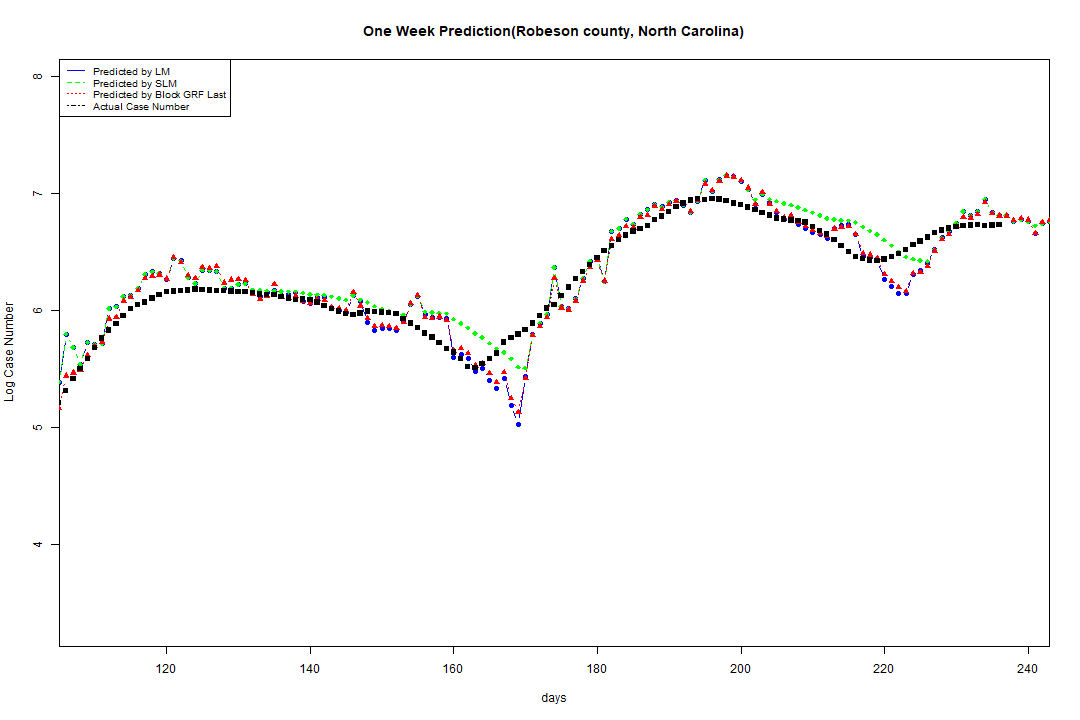 One Week Prediction(Robeson county, North Carolina)
Predicted by LM
Predicted by SLM
Predicted by Block GRF Last
Actual Case Number
8
7
6
5
4
Log Case Number
120 140 160 180 200 220 240
days